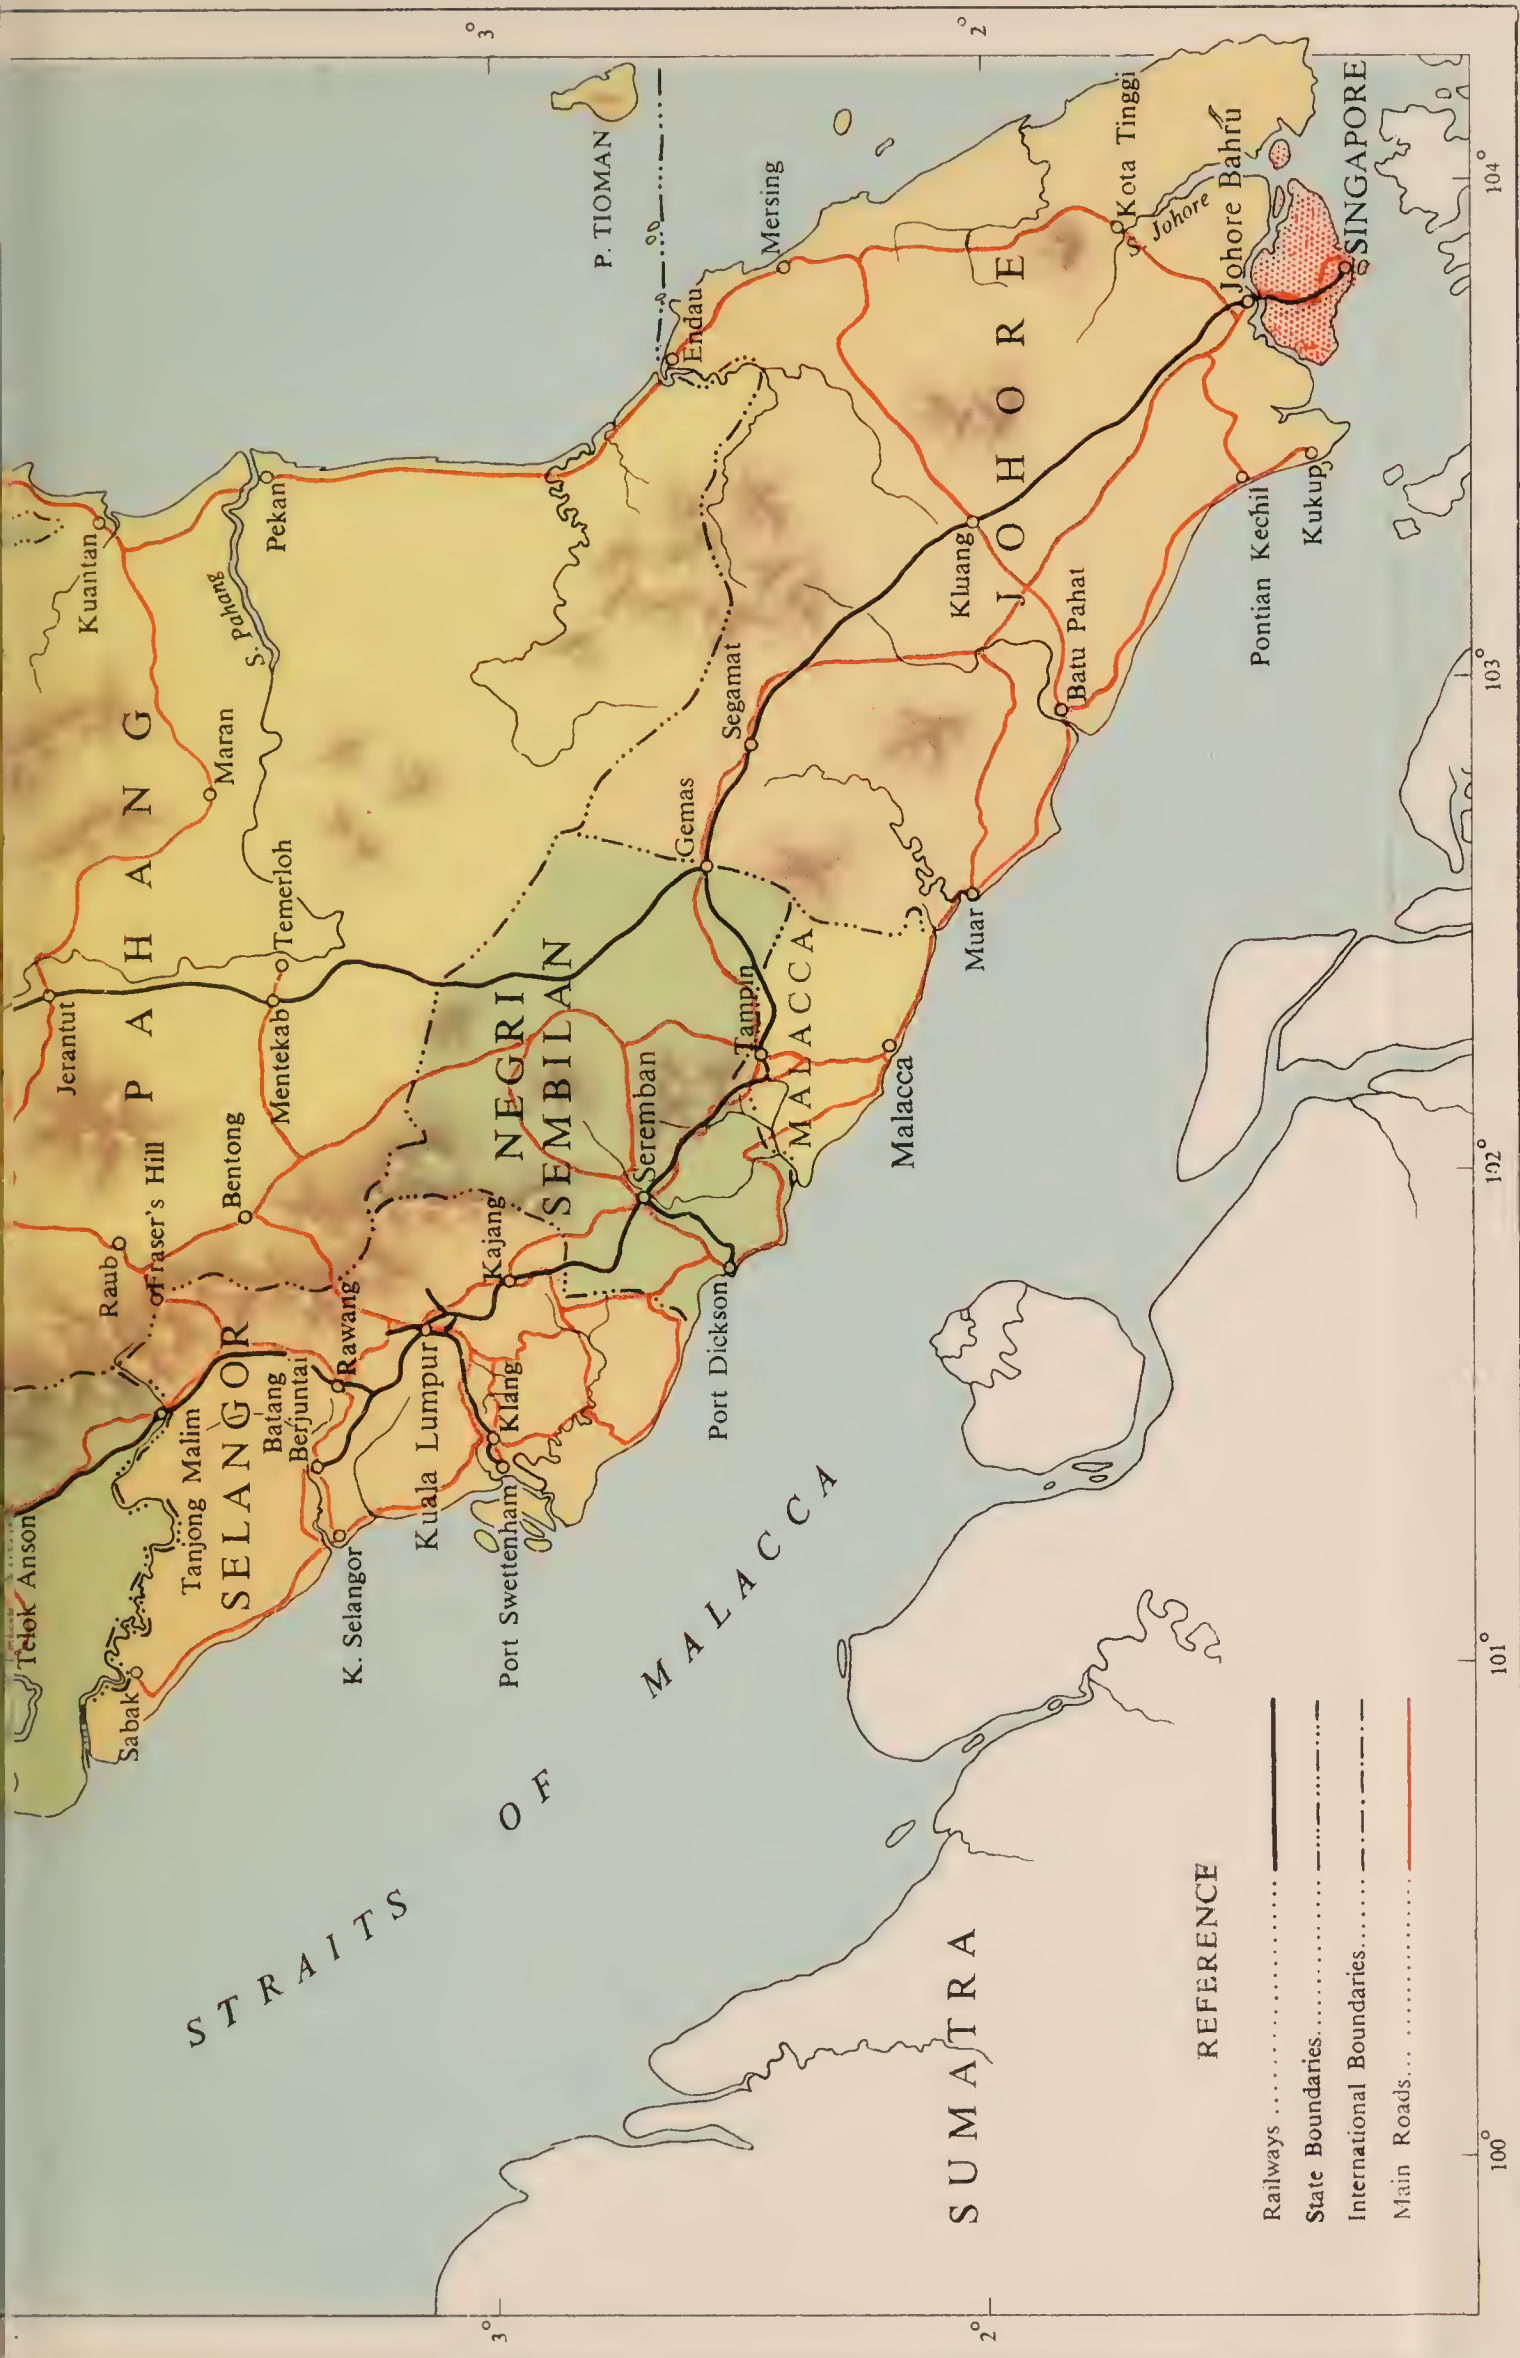 Telok Anson
Sabak
Tanjong Malim
SELANGOR
Batang
Berjuntai
K. Selangor
Rawang
Kuala Lumpur
Klang
Port Swettenham
Kajang
Raub
Fraser's Hill
Bentong
Jerantut
PAHANG
Mentekab
Temerloh
Maran
Kuantan
S. Pahang
Pekan
NEGRI
SEMBILAN
Seremban
Port Dickson
Tampin
MALACCA
Malacca
Gemas
Segamat
Muar
P. TIOMAN
Endau
Mersing
JOHORE
Kluang
Batu Pahat
Kota Tinggi
S. Johore
Johore Bahru
Pontian Kechil
Kukup
SINGAPORE
STRAITS
OF
MALACCA
SUMATRA
REFERENCE
Railways
State Boundaries
International Boundaries
Main Roads
3°
2°
3°
2°
100°
101°
102°
103°
104°